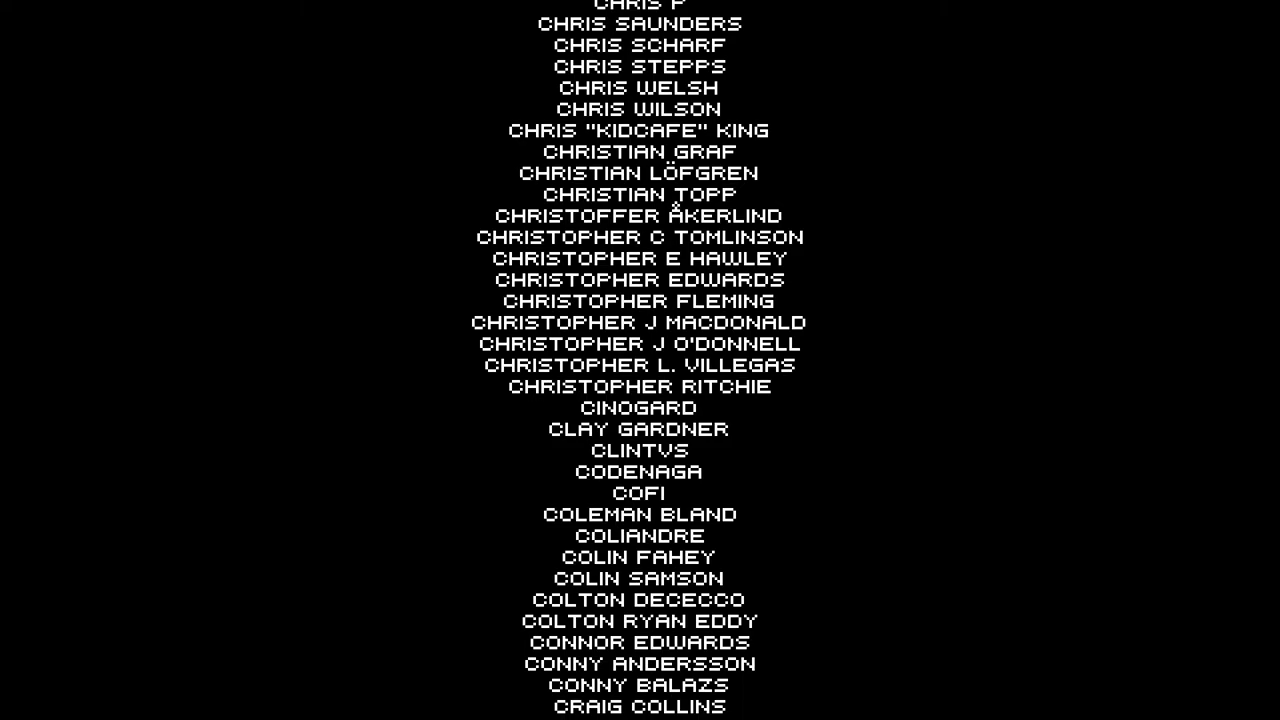 CHRIS P
CHRIS SAUNDERS
CHRIS SCHARF
CHRIS STEPPS
CHRIS WELSH
CHRIS WILSON
CHRIS "KIDCAFE" KING
CHRISTIAN GRAF
CHRISTIAN LÖFGREN
CHRISTIAN TOPP
CHRISTOFFER ÅKERLIND
CHRISTOPHER C TOMLINSON
CHRISTOPHER E HAWLEY
CHRISTOPHER EDWARDS
CHRISTOPHER FLEMING
CHRISTOPHER J MACDONALD
CHRISTOPHER J O'DONNELL
CHRISTOPHER L. VILLEGAS
CHRISTOPHER RITCHIE
CINOGARD
CLAY GARDNER
CLINTVS
CODENAGA
COFI
COLEMAN BLAND
COLIANDRE
COLIN FAHEY
COLIN SAMSON
COLTON DECECCO
COLTON RYAN EDDY
CONNOR EDWARDS
CONNY ANDERSSON
CONNY BALAZS
CRAIG COLLINS